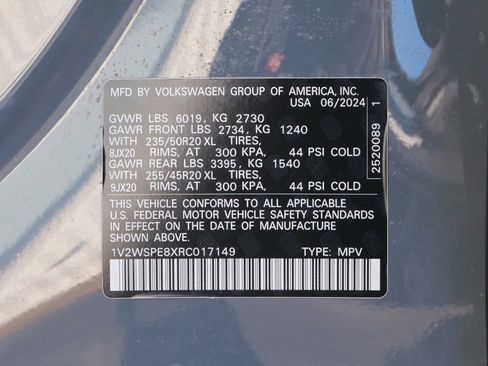 MFD. BY VOLKSWAGEN GROUP OF AMERICA, INC.
USA 06/2024
GVWR LBS 6019, KG 2730
GAWR FRONT LBS 2734, KG 1240
WITH 235/50R20 XL TIRES,
8JX20 RIMS, AT 300 KPA, 44 PSI COLD
GAWR REAR LBS 3395, KG 1540
WITH 255/45R20 XL TIRES,
9JX20 RIMS, AT 300 KPA, 44 PSI COLD
THIS VEHICLE CONFORMS TO ALL APPLICABLE
U.S. FEDERAL MOTOR VEHICLE SAFETY STANDARDS
IN EFFECT ON THE DATE OF MANUFACTURE
SHOWN ABOVE.
1V2WSPE8XRC017149 TYPE: MPV
2520089 1